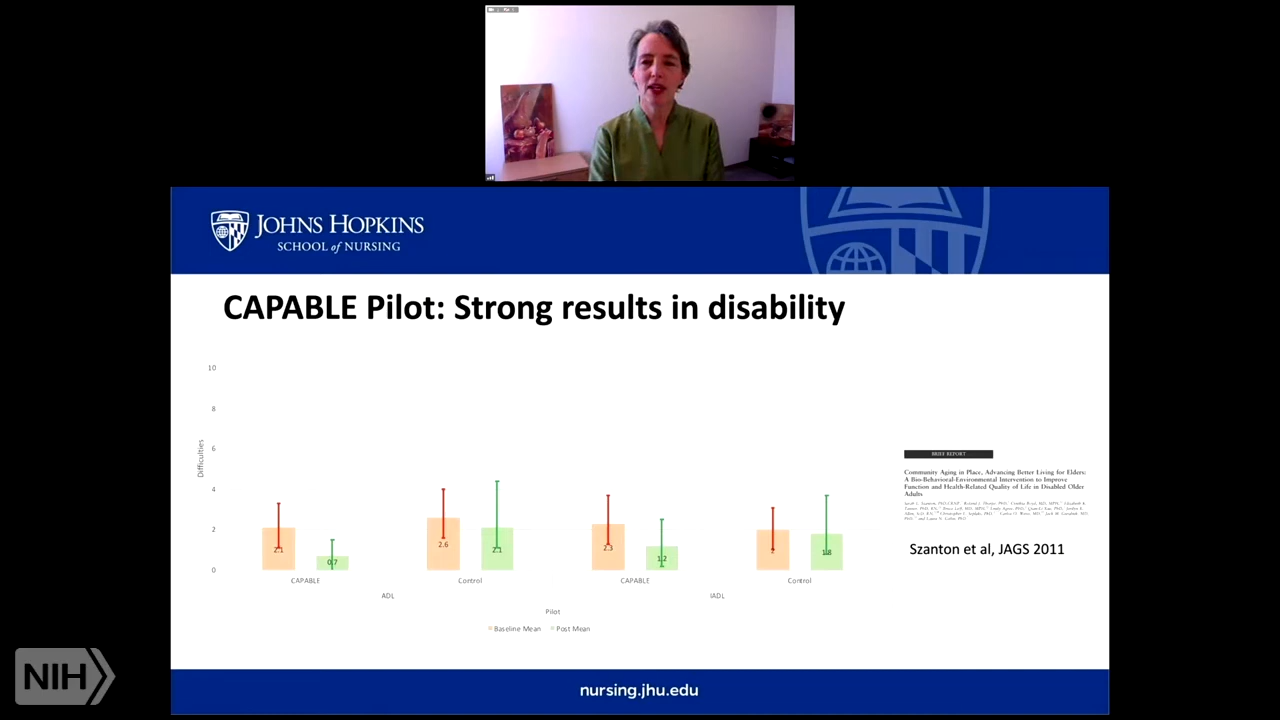 JOHNS HOPKINS
SCHOOL of NURSING
CAPABLE Pilot: Strong results in disability
10
8
6
4
2
0
Difficulties
2.1
0.7
2.6
2.1
2.3
1.2
2
1.8
CAPABLE
Control
CAPABLE
Control
ADL
IADL
Pilot
Baseline Mean
Post Mean
BRIEF REPORT
Community Aging in Place, Advancing Better Living for Elders:
A Bio-Behavioral-Environmental Intervention to Improve
Function and Health-Related Quality of Life in Disabled Older
Adults
Szanton et al, JAGS 2011
NIH
nursing.jhu.edu